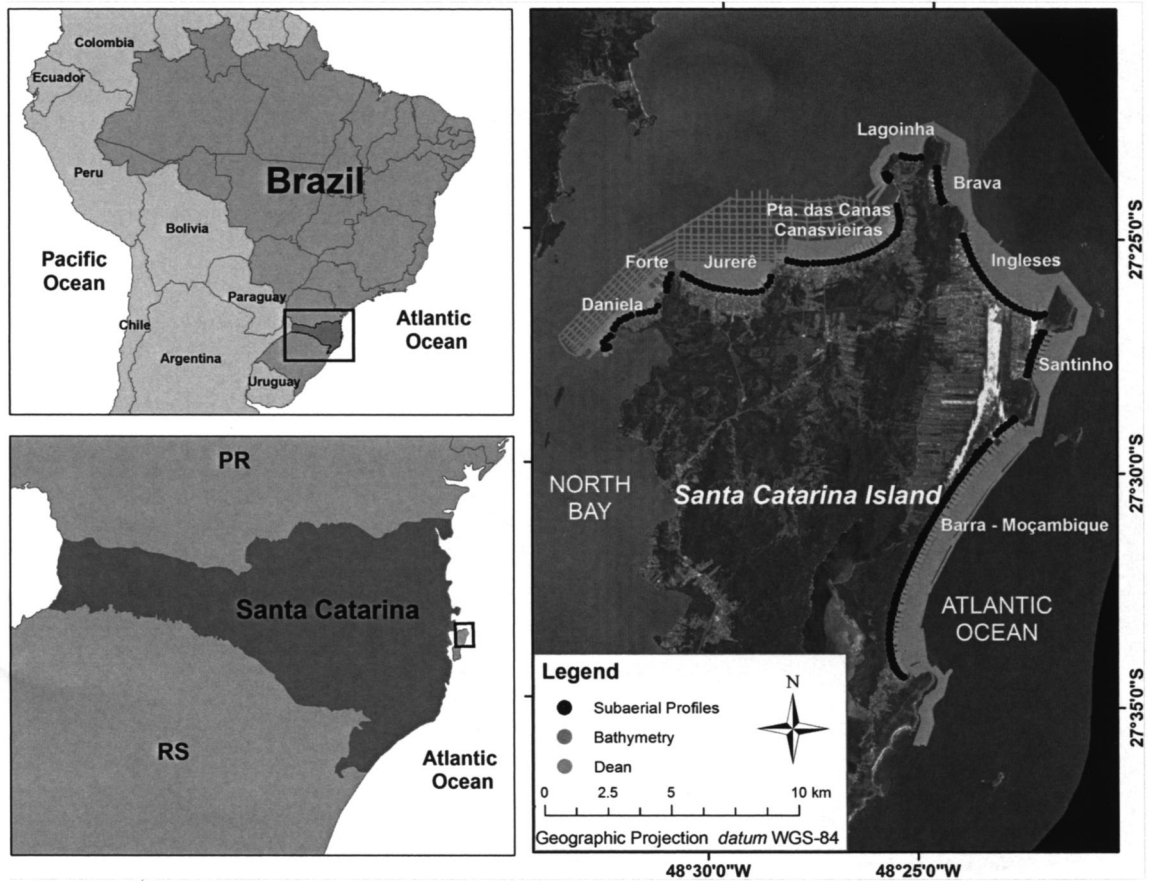 Colombia
Ecuador
Peru
Brazil
Bolivia
Pacific
Ocean
Paraguay
Chile
Atlantic
Ocean
Argentina
Uruguay
PR
Santa Catarina
RS
Atlantic
Ocean
Lagoinha
Brava
Pta. das Canas
Canasvieiras
Forte
Jurerê
Ingleses
Daniela
Santinho
NORTH
BAY
Santa Catarina Island
Barra - Moçambique
ATLANTIC
OCEAN
Legend
N
Subaerial Profiles
Bathymetry
Dean
0 2.5 5 10 km
Geographic Projection datum WGS-84
27°25'0"S
27°30'0"S
27°35'0"S
48°30'0"W
48°25'0"W